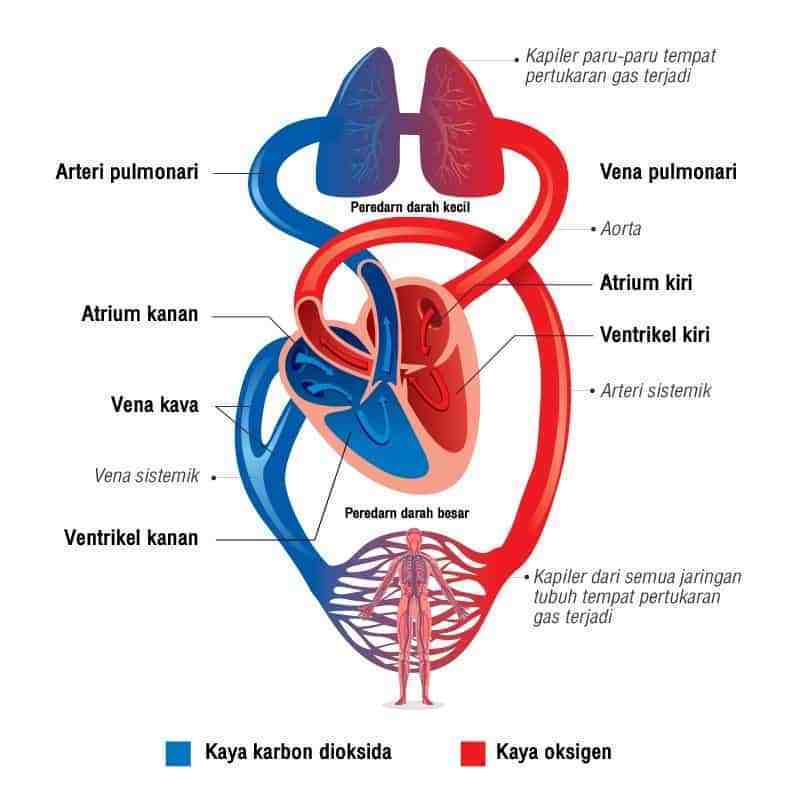 Kapiler paru-paru tempat
pertukaran gas terjadi
Arteri pulmonari
Vena pulmonari
Peredarn darah kecil
Aorta
Atrium kiri
Atrium kanan
Ventrikel kiri
Arteri sistemik
Vena kava
Vena sistemik
Peredarn darah besar
Ventrikel kanan
Kapiler dari semua jaringan
tubuh tempat pertukaran
gas terjadi
Kaya karbon dioksida
Kaya oksigen